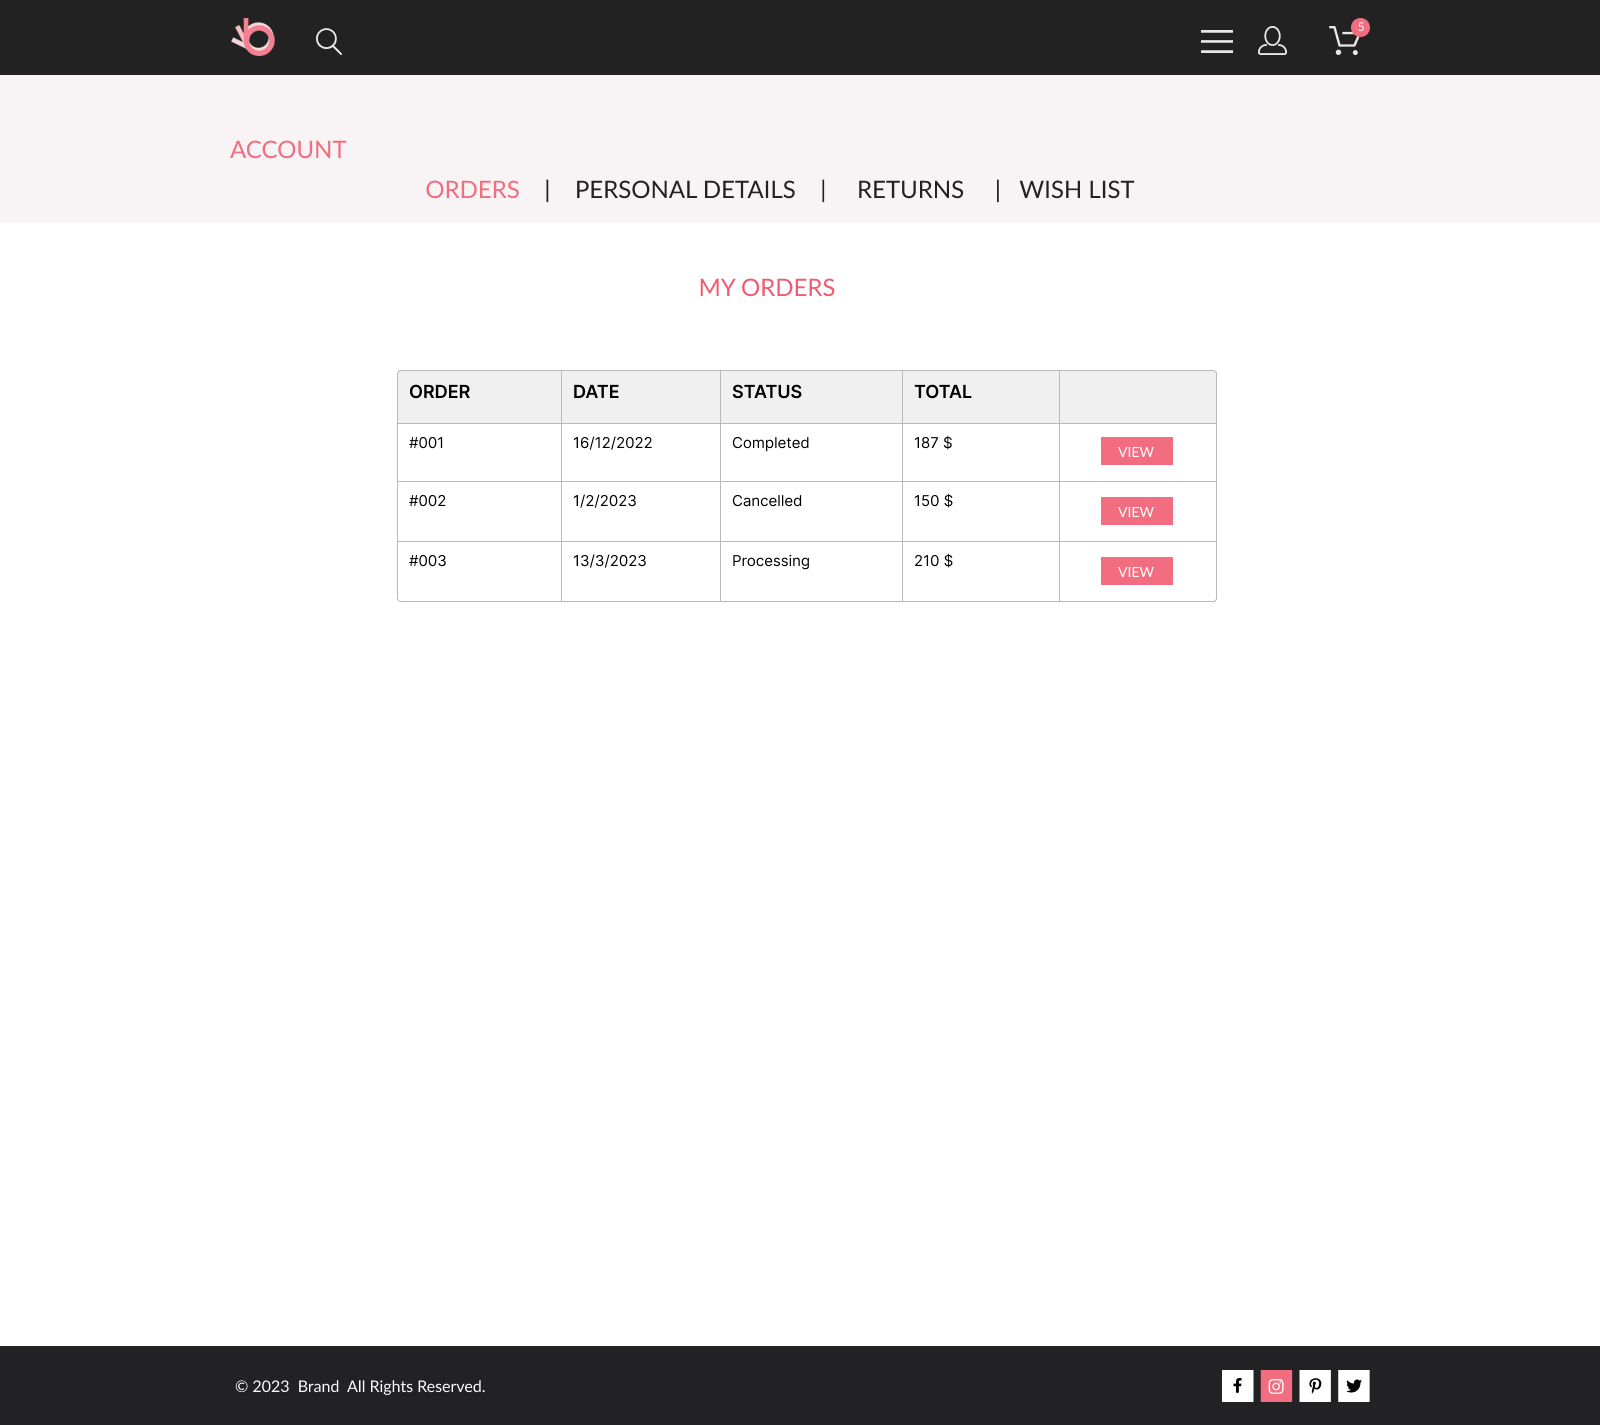 5
ACCOUNT
ORDERS | PERSONAL DETAILS | RETURNS | WISH LIST
MY ORDERS
ORDER DATE STATUS TOTAL
#001 16/12/2022 Completed 187 $ VIEW
#002 1/2/2023 Cancelled 150 $ VIEW
#003 13/3/2023 Processing 210 $ VIEW
© 2023 Brand All Rights Reserved.